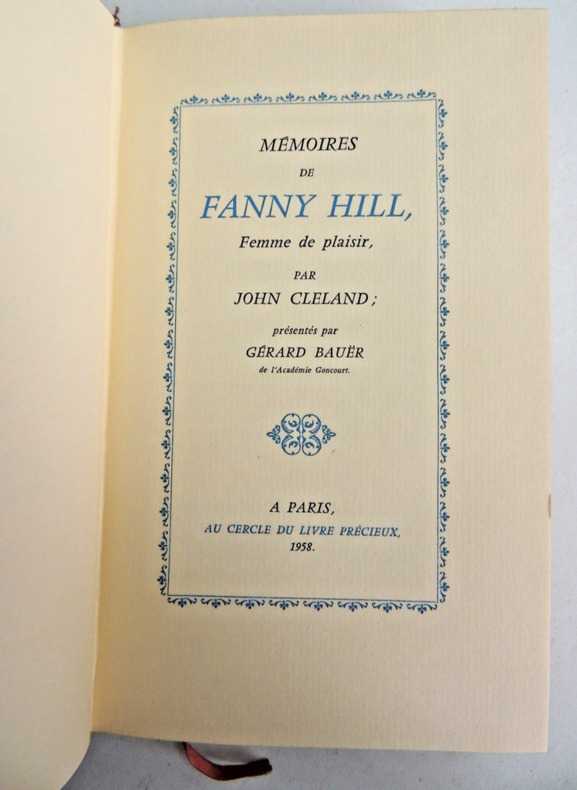 MÉMOIRES
DE
FANNY HILL,
Femme de plaisir,
PAR
JOHN CLELAND ;
présentés par
GÉRARD BAUËR
de l'Académie Goncourt.
A PARIS,
AU CERCLE DU LIVRE PRÉCIEUX,
1958.